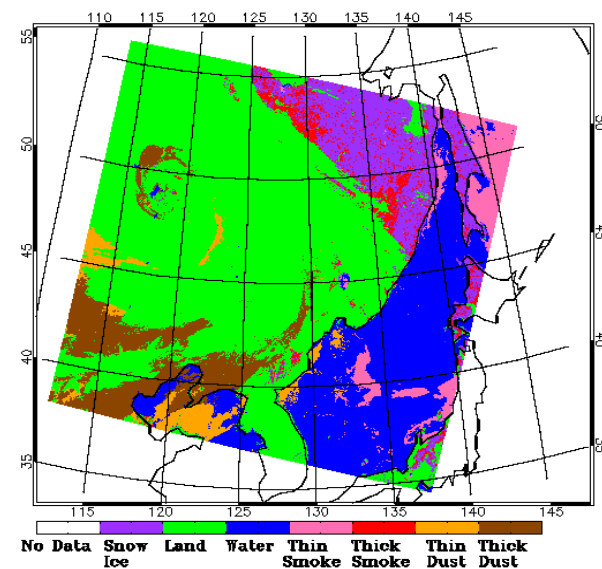 110 115 120 125 130 135 140 145
55
50
45
40
35
115 120 125 130 135 140 145
No Data Snow Land Water Thin Thick Thin Thick
Ice Smoke Smoke Dust Dust